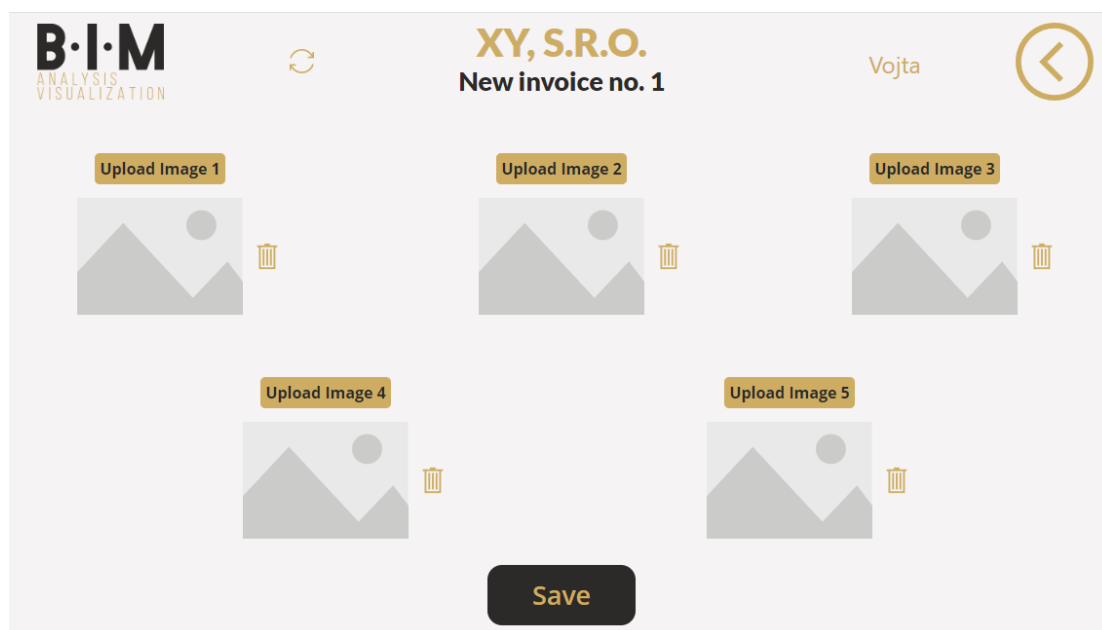 B·I·M
ANALYSIS
VISUALIZATION
XY, S.R.O.
New invoice no. 1
Vojta
Upload Image 1
Upload Image 2
Upload Image 3
Upload Image 4
Upload Image 5
Save